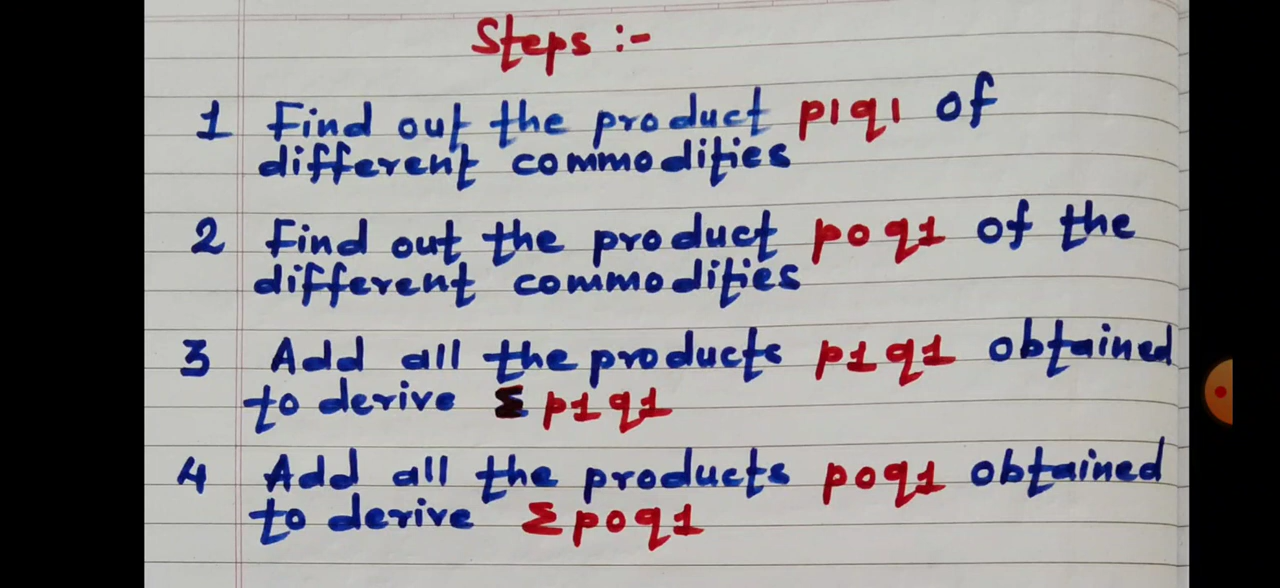 Steps :-
1 Find out the product p1q1 of
different commodities
2 Find out the product poq1 of the
different commodities
3 Add all the products p1q1 obtained
to derive Σp1q1
4 Add all the products poq1 obtained
to derive Σpoq1